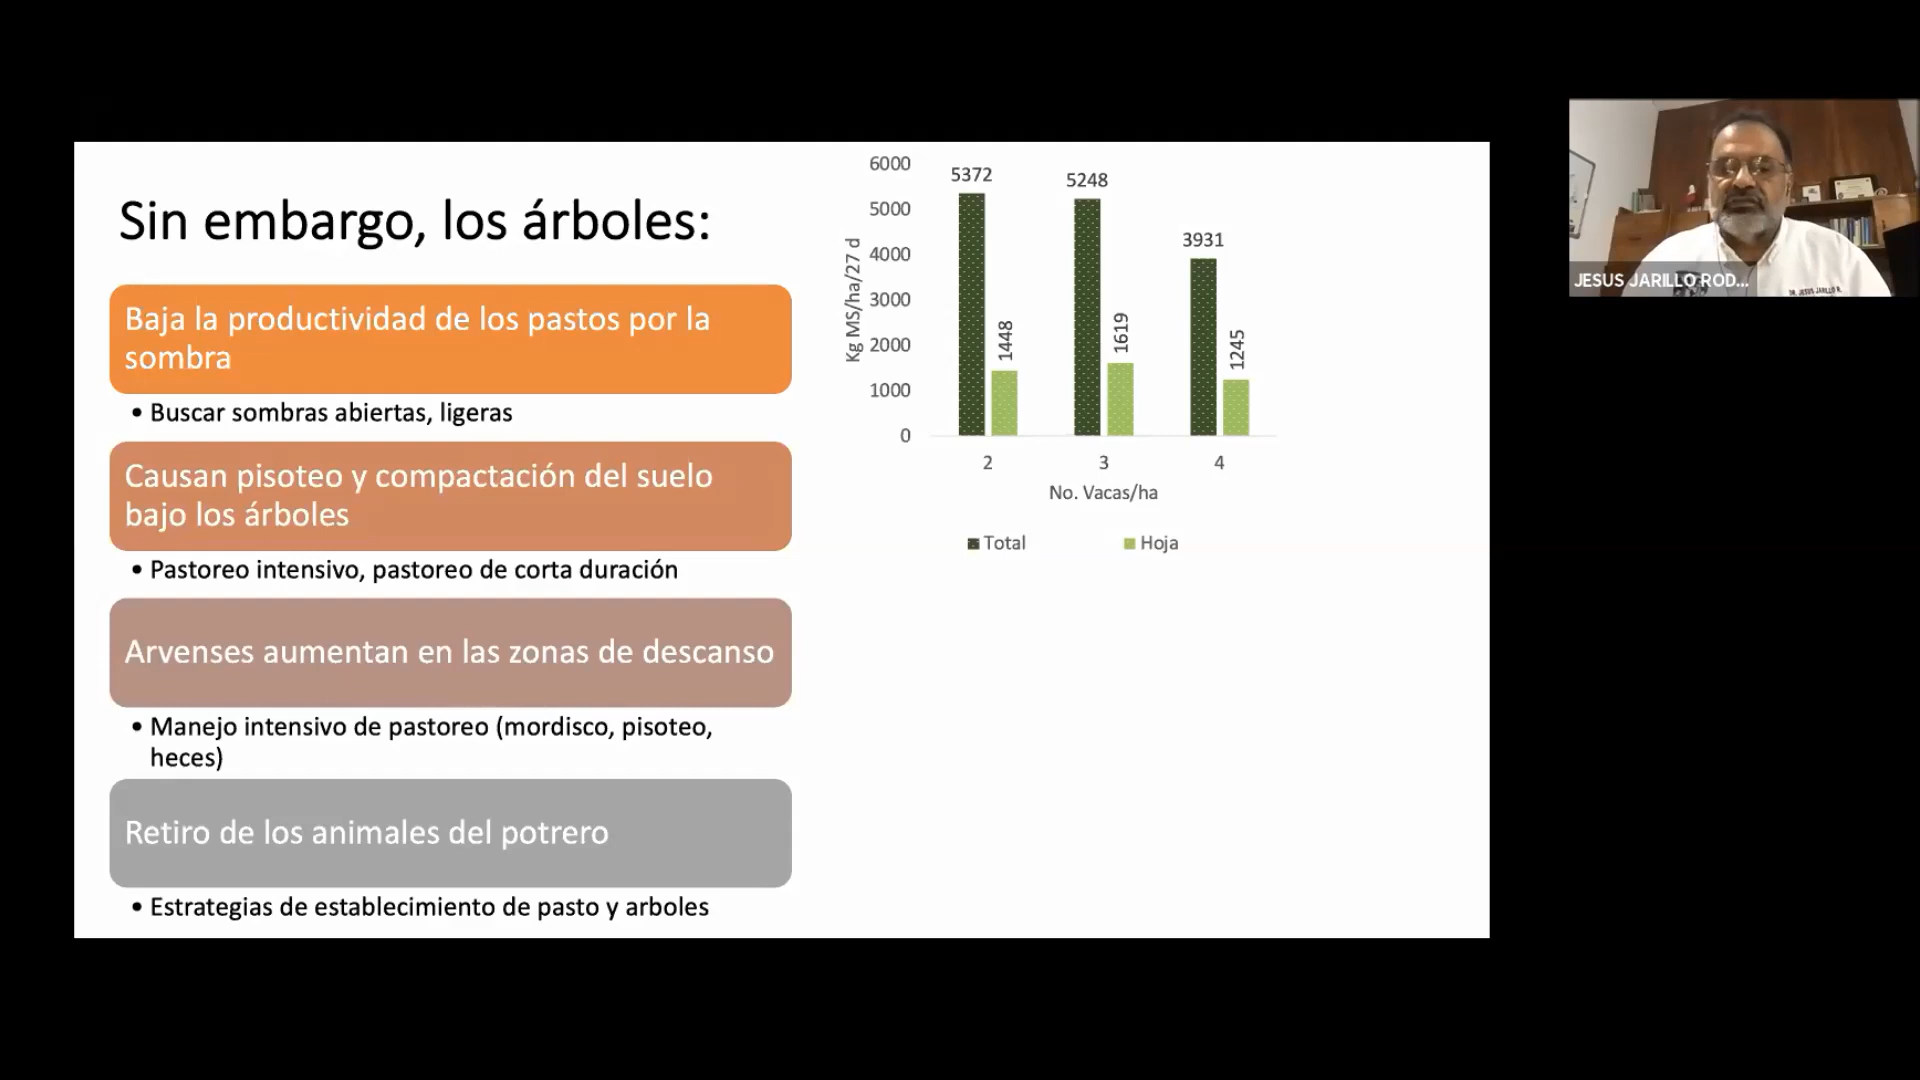 Sin embargo, los árboles:
Baja la productividad de los pastos por la
sombra
• Buscar sombras abiertas, ligeras
Causan pisoteo y compactación del suelo
bajo los árboles
• Pastoreo intensivo, pastoreo de corta duración
Arvenses aumentan en las zonas de descanso
• Manejo intensivo de pastoreo (mordisco, pisoteo,
heces)
Retiro de los animales del potrero
• Estrategias de establecimiento de pasto y arboles
Kg MS/ha/27 d
6000
5000
4000
3000
2000
1000
0
5372
1448
5248
1619
3931
1245
2
3
4
No. Vacas/ha
Total
Hoja
JESUS JARILLO ROD...
DR. JESUS JARILLO R.